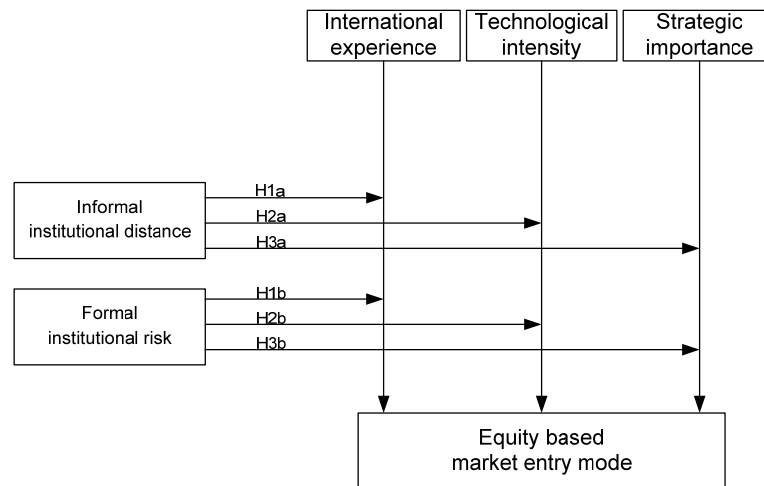 International
experience
Technological
intensity
Strategic
importance
Informal
institutional distance
H1a
H2a
H3a
Formal
institutional risk
H1b
H2b
H3b
Equity based
market entry mode